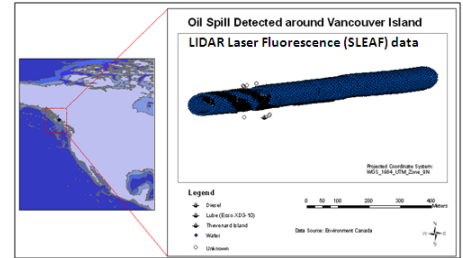 Oil Spill Detected around Vancouver Island
LIDAR Laser Fluorescence (SLEAF) data
Projected Coordinate System:
WGS_1984_UTM_Zone_9N
Legend
Diesel
Lube (Esso XD3-10)
Thevenard Island
Water
Unknown
0 50 100 200 300 400
Meters
Data Source: Environment Canada
N
W E
S